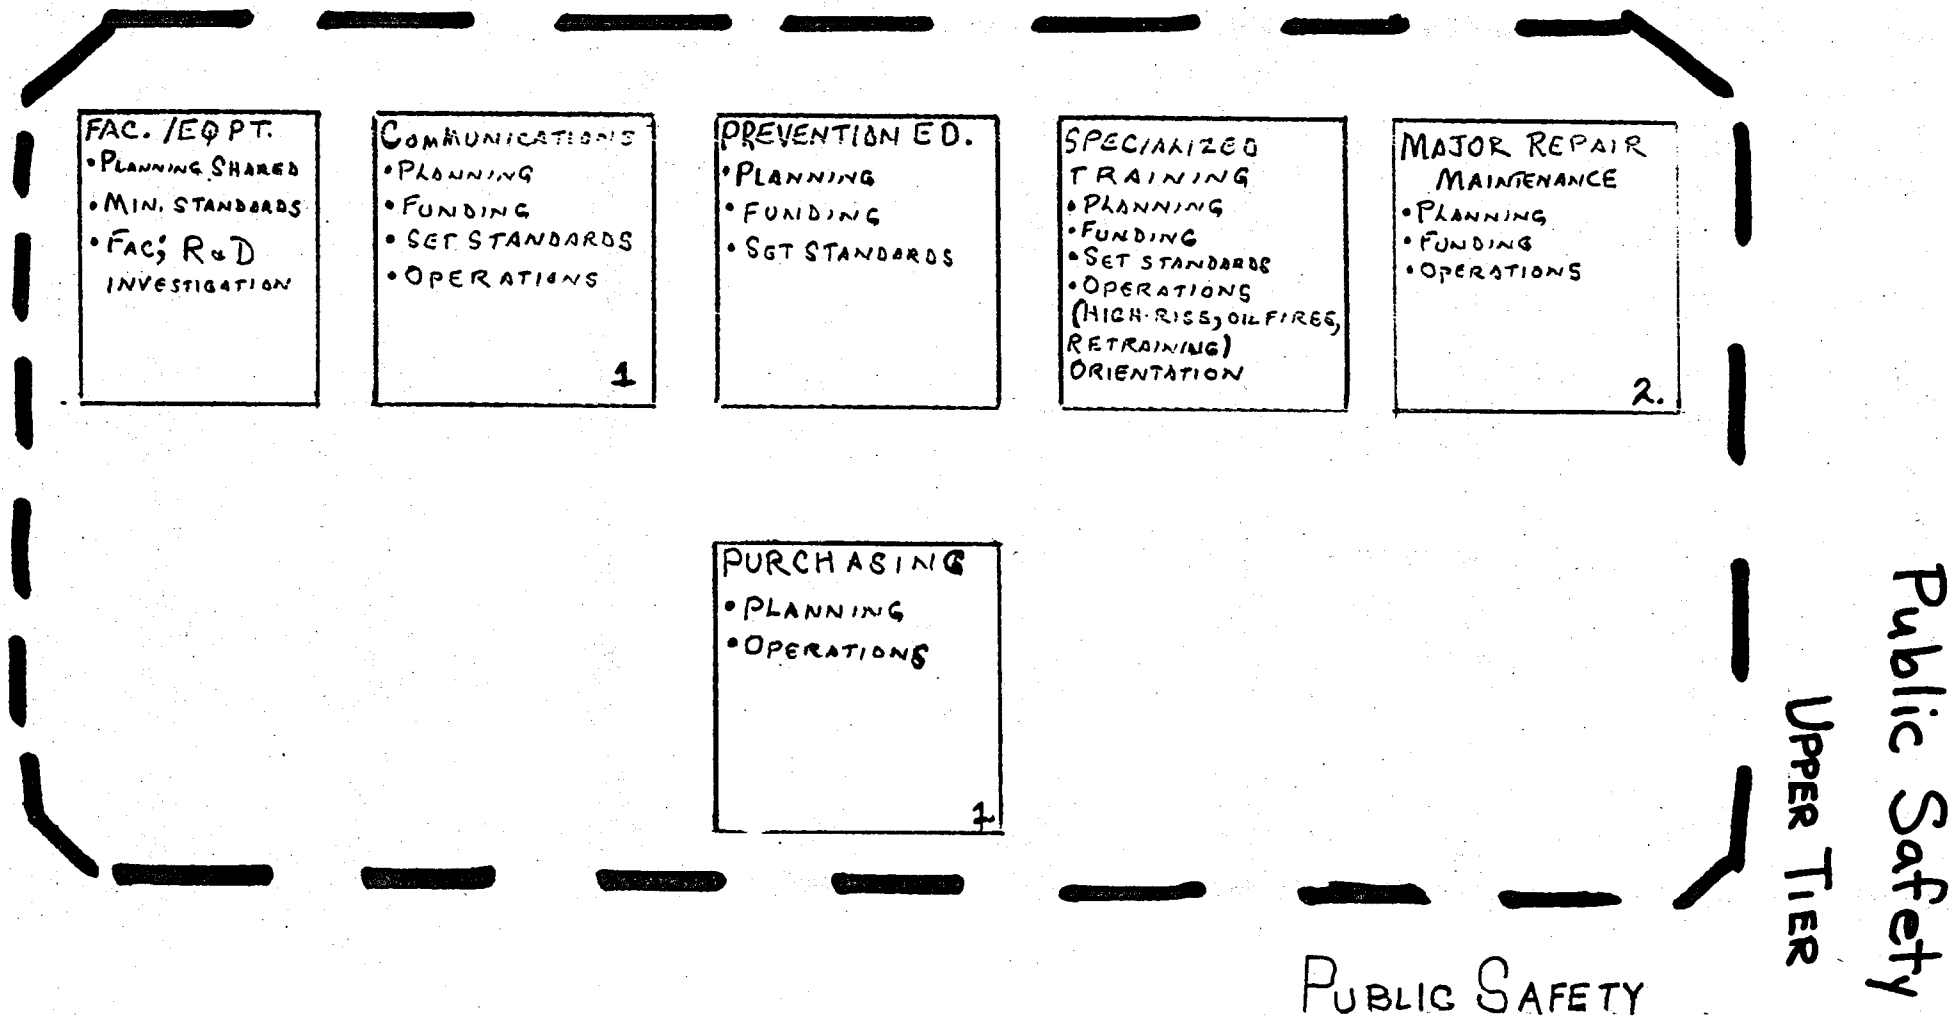 FAC. /EQPT.
• PLANNING SHARED
• MIN. STANDARDS
• FAC; R&D
INVESTIGATION
COMMUNICATIONS
• PLANNING
• FUNDING
• SET STANDARDS
• OPERATIONS
1
PREVENTION ED.
• PLANNING
• FUNDING
• SET STANDARDS
SPECIALIZED
TRAINING
• PLANNING
• FUNDING
• SET STANDARDS
• OPERATIONS
(HIGH-RISE, OIL FIRES,
RETRAINING)
ORIENTATION
MAJOR REPAIR
MAINTENANCE
• PLANNING
• FUNDING
• OPERATIONS
2.
PURCHASING
• PLANNING
• OPERATIONS
1
Public Safety
UPPER TIER
PUBLIC SAFETY